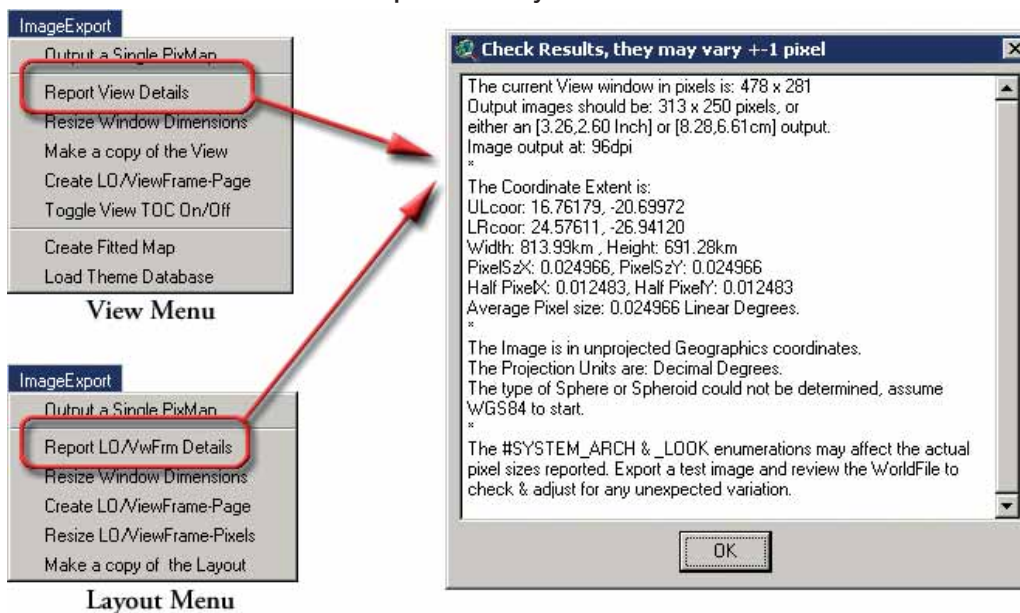 ImageExport
Output a Single PixMap
Report View Details
Resize Window Dimensions
Make a copy of the View
Create LO/ViewFrame-Page
Toggle View TOC On/Off
Create Fitted Map
Load Theme Database
View Menu
ImageExport
Output a Single PixMap
Report LO/VwFrm Details
Resize Window Dimensions
Create LO/ViewFrame-Page
Resize LO/ViewFrame-Pixels
Make a copy of the Layout
Layout Menu
Check Results, they may vary +-1 pixel
The current View window in pixels is: 478 x 281
Output images should be: 313 x 250 pixels, or
either an [3.26,2.60 Inch] or [8.28,6.61cm] output.
Image output at: 96dpi
*
The Coordinate Extent is:
ULcoor: 16.76179, -20.69972
LRcoor: 24.57611, -26.94120
Width: 813.99km , Height: 691.28km
PixelSzX: 0.024966, PixelSzY: 0.024966
Half PixelX: 0.012483, Half PixelY: 0.012483
Average Pixel size: 0.024966 Linear Degrees.
*
The Image is in unprojected Geographics coordinates.
The Projection Units are: Decimal Degrees.
The type of Sphere or Spheroid could not be determined, assume
WGS84 to start.
*
The #SYSTEM_ARCH & _LOOK enumerations may affect the actual
pixel sizes reported. Export a test image and review the WorldFile to
check & adjust for any unexpected variation.
OK